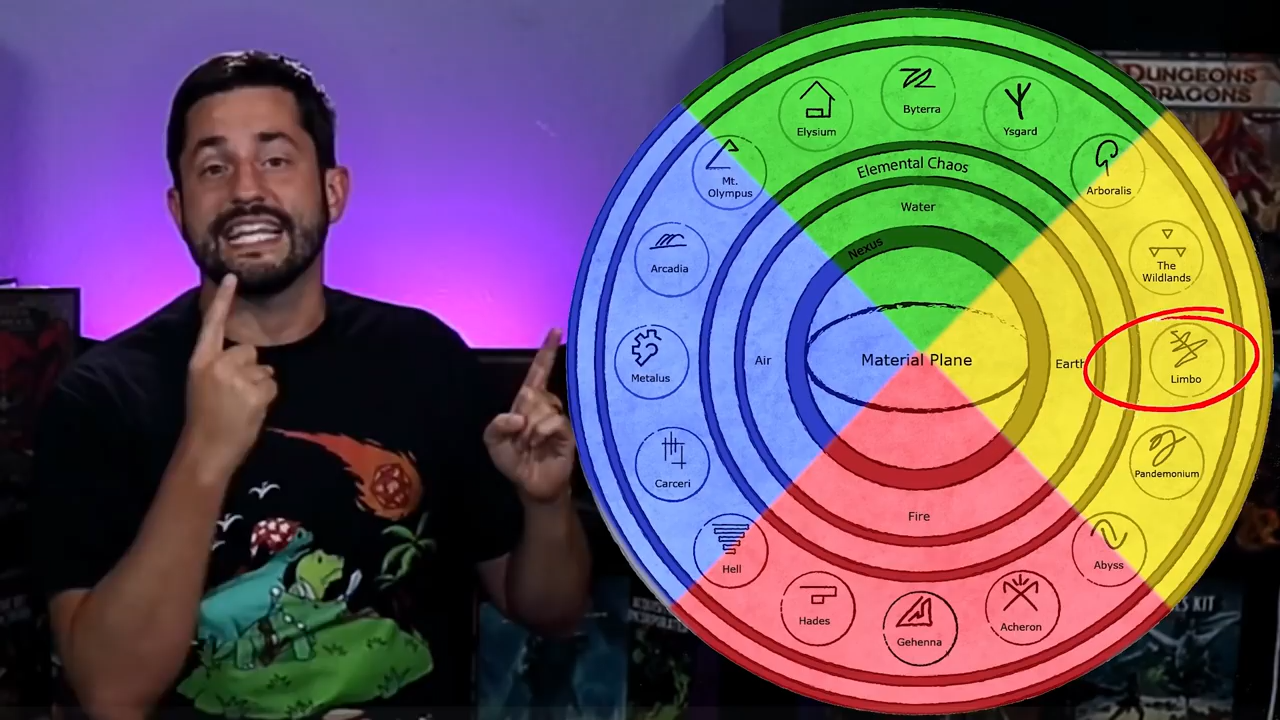 DUNGEONS
DRAGONS
Elysium
Byterra
Ysgard
Mt.
Olympus
Elemental Chaos
Arboralis
Water
Nexus
Arcadia
The
Wildlands
Material Plane
Air
Earth
Metalus
Limbo
Carceri
Pandemonium
Fire
Hell
Abyss
Hades
Gehenna
Acheron
KIT